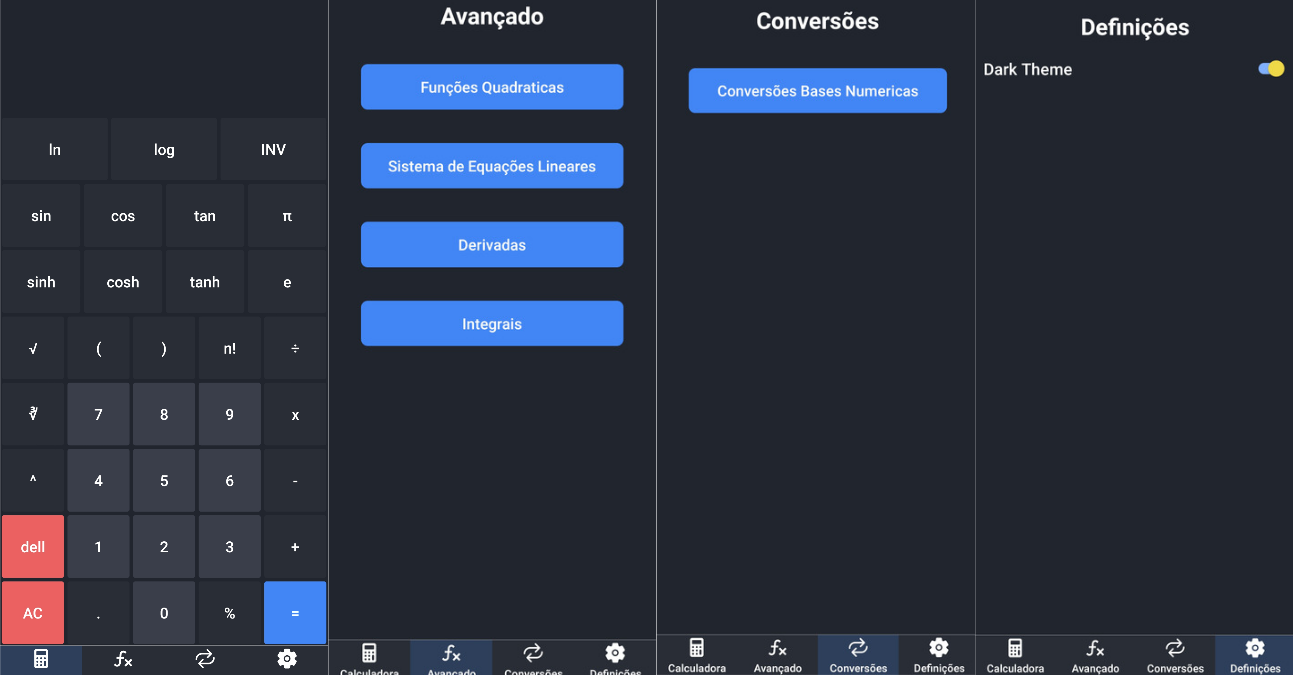 ln log INV
sin cos tan π
sinh cosh tanh e
√ ( ) n! ÷
∛ 7 8 9 x
^ 4 5 6 -
dell 1 2 3 +
AC . 0 % =
Avançado
Funções Quadraticas
Sistema de Equações Lineares
Derivadas
Integrais
Calculadora Avançado Conversões Definições
Conversões
Conversões Bases Numericas
Calculadora Avançado Conversões Definições
Definições
Dark Theme
Calculadora Avançado Conversões Definições